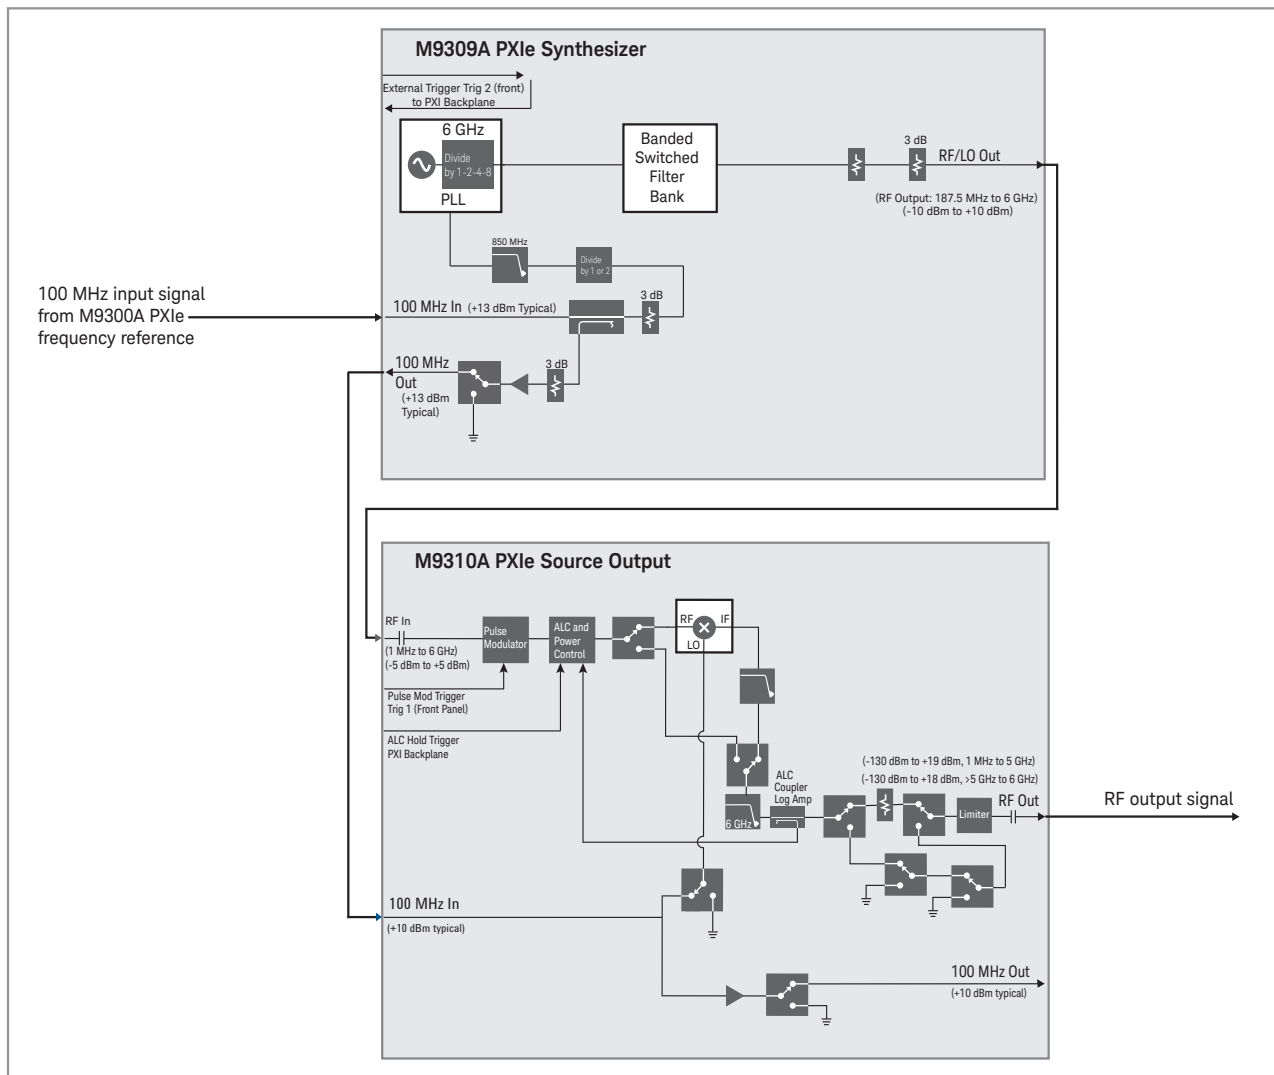 M9309A PXIe Synthesizer
External Trigger Trig 2 (front)
to PXI Backplane
6 GHz
Divide
by 1-2-4-8
PLL
Banded
Switched
Filter
Bank
3 dB
RF/LO Out
(RF Output: 187.5 MHz to 6 GHz)
(-10 dBm to +10 dBm)
850 MHz
Divide
by 1 or 2
100 MHz input signal
from M9300A PXIe
frequency reference
100 MHz In (+13 dBm Typical)
3 dB
100 MHz
Out
(+13 dBm
Typical)
3 dB
M9310A PXIe Source Output
RF In
(1 MHz to 6 GHz)
(-5 dBm to +5 dBm)
Pulse
Modulator
ALC and
Power
Control
RF
IF
LO
Pulse Mod Trigger
Trig 1 (Front Panel)
ALC Hold Trigger
PXI Backplane
6 GHz
ALC
Coupler
Log Amp
(-130 dBm to +19 dBm, 1 MHz to 5 GHz)
(-130 dBm to +18 dBm, >5 GHz to 6 GHz)
Limiter
RF Out
RF output signal
100 MHz In
(+10 dBm typical)
100 MHz Out
(+10 dBm typical)